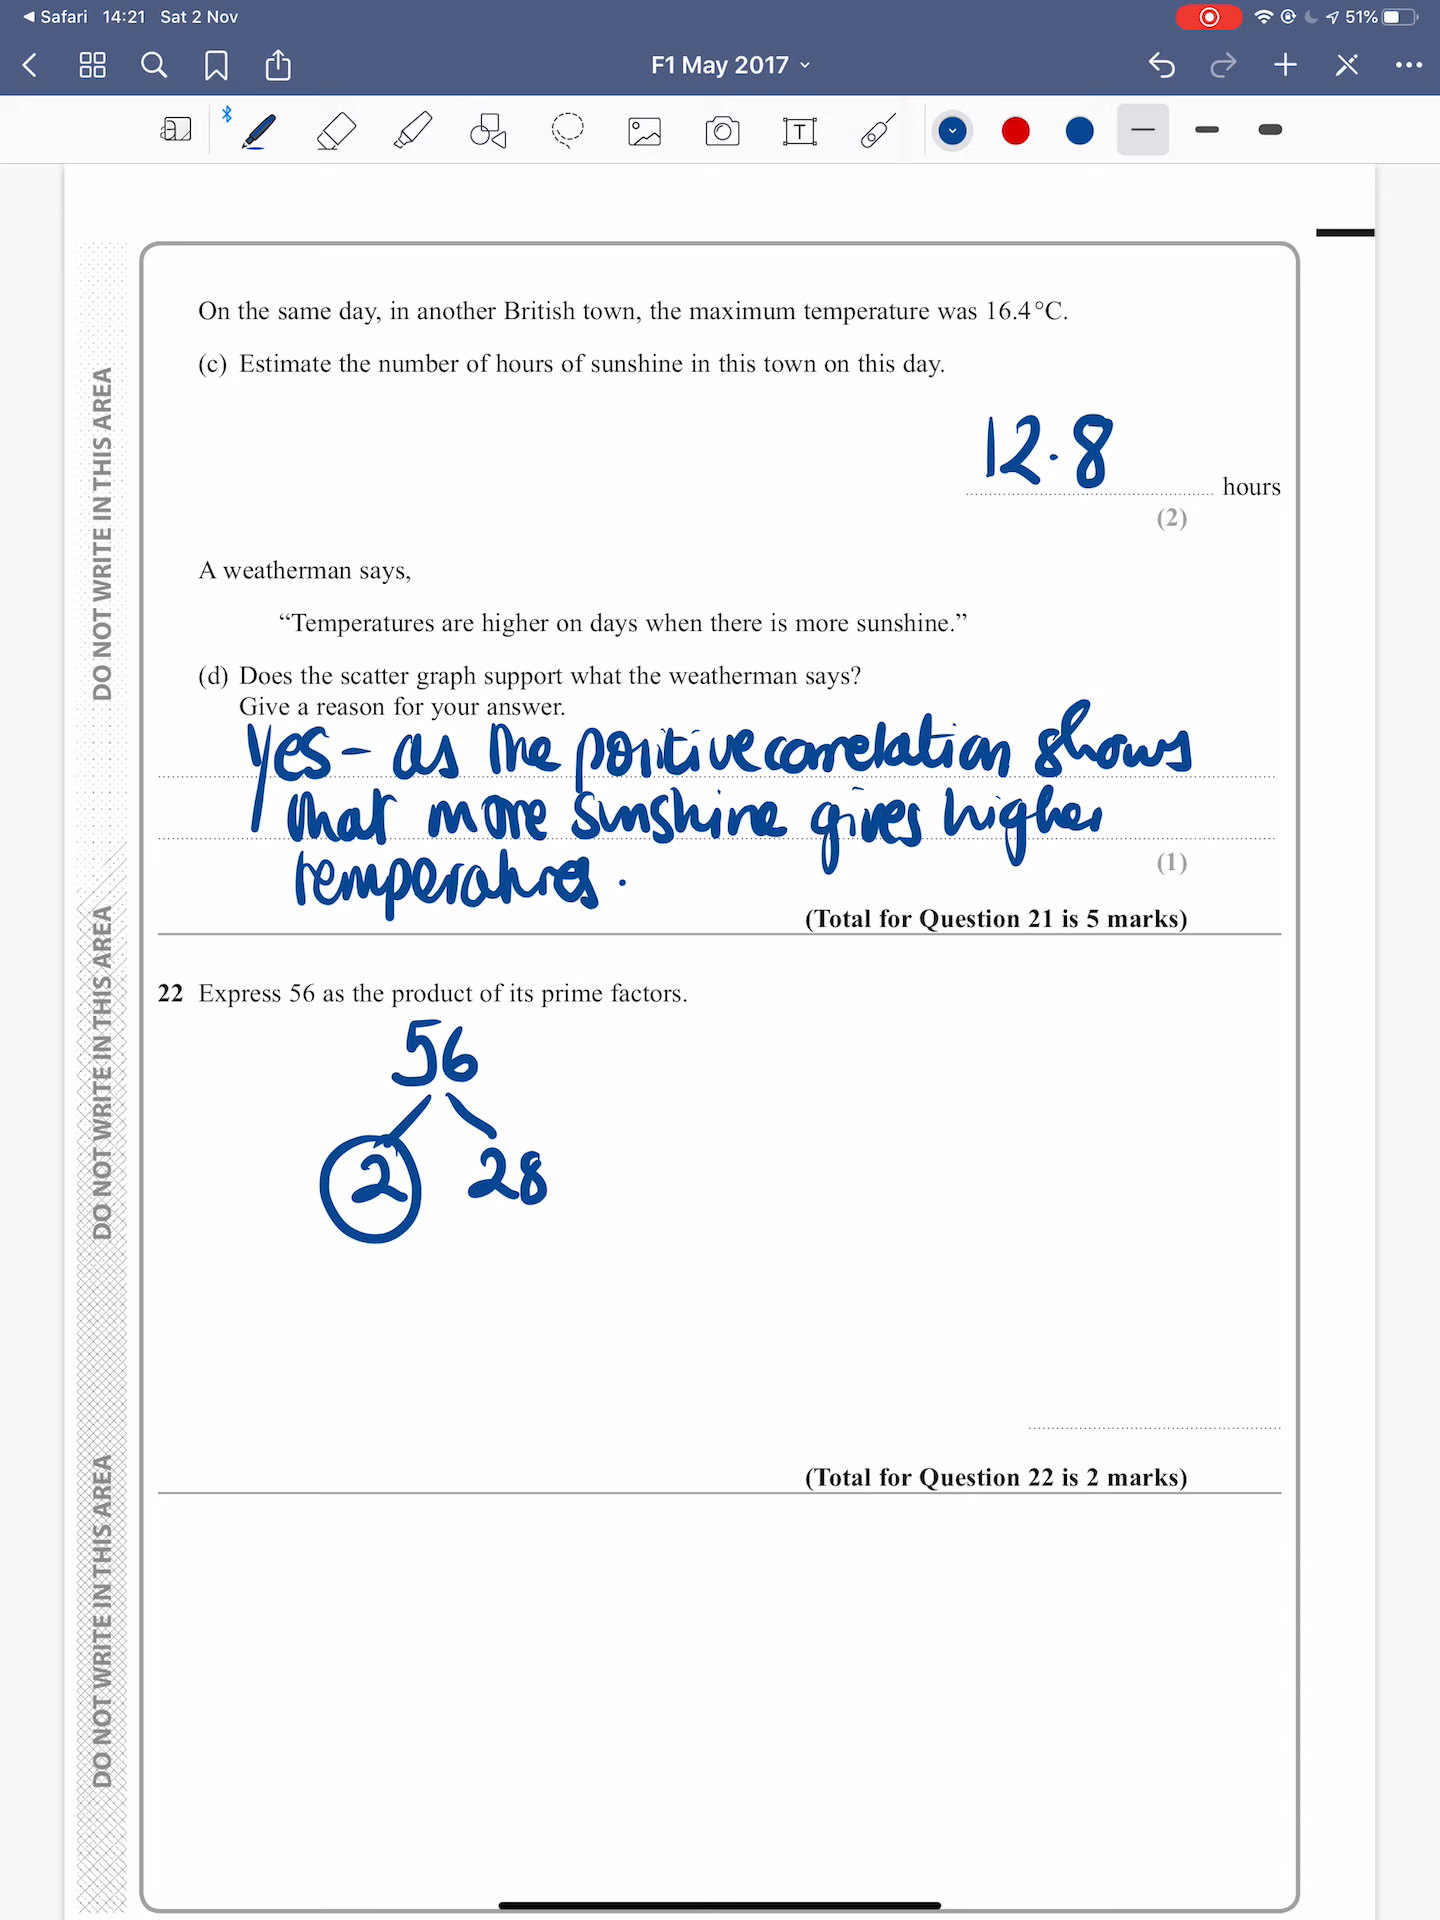 Safari 14:21 Sat 2 Nov 51%
F1 May 2017
T
On the same day, in another British town, the maximum temperature was 16.4°C.
(c) Estimate the number of hours of sunshine in this town on this day.
12.8
hours
(2)
A weatherman says,
“Temperatures are higher on days when there is more sunshine.”
(d) Does the scatter graph support what the weatherman says?
Give a reason for your answer.
Yes - as the positive correlation shows
that more sunshine gives higher
temperatures.
(1)
(Total for Question 21 is 5 marks)
22 Express 56 as the product of its prime factors.
56
2 28
(Total for Question 22 is 2 marks)
DO NOT WRITE IN THIS AREA
DO NOT WRITE IN THIS AREA
DO NOT WRITE IN THIS AREA